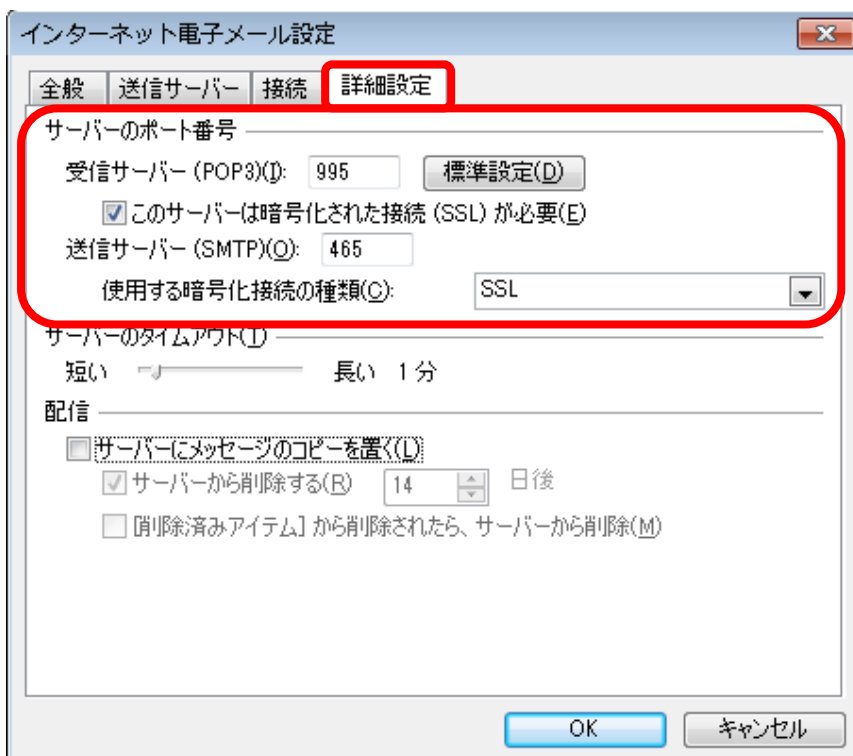 インターネット電子メール設定
全般 送信サーバー 接続 詳細設定
サーバーのポート番号
受信サーバー (POP3)(I): 995 標準設定(D)
このサーバーは暗号化された接続 (SSL) が必要(E)
送信サーバー (SMTP)(O): 465
使用する暗号化接続の種類(C): SSL
サーバーのタイムアウト(T)
短い 長い 1 分
配信
サーバーにメッセージのコピーを置く(L)
サーバーから削除する(R) 14 日後
[削除済みアイテム] から削除されたら、サーバーから削除(M)
OK キャンセル